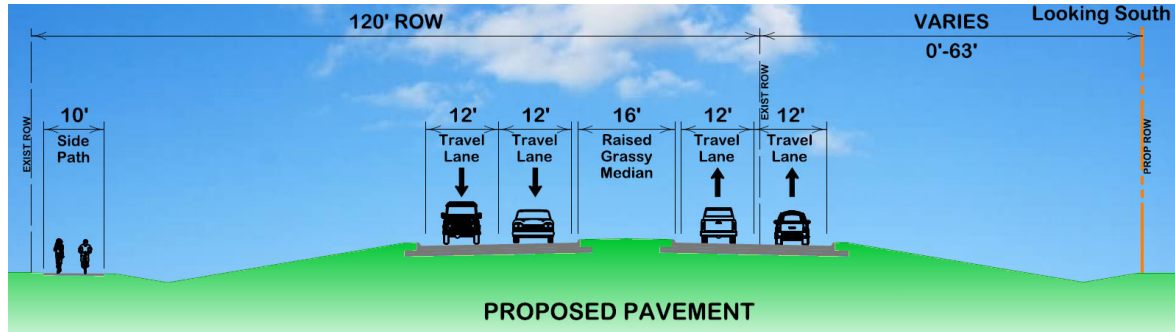 120' ROW
VARIES
0'-63'
Looking South
EXIST ROW
10'
Side
Path
12'
Travel
Lane
12'
Travel
Lane
16'
Raised
Grassy
Median
12'
Travel
Lane
EXIST ROW
12'
Travel
Lane
PROP ROW
PROPOSED PAVEMENT